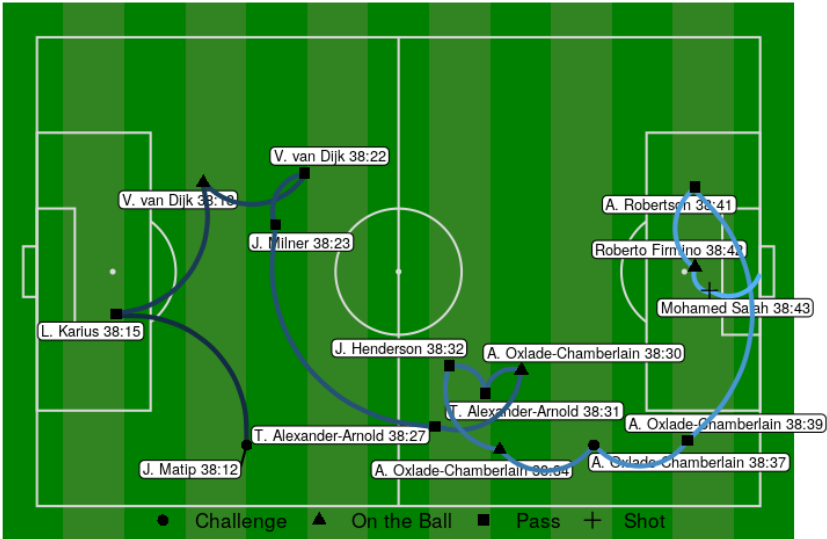 V. van Dijk 38:22
V. van Dijk 38:18
A. Robertson 38:41
J. Milner 38:23
Roberto Firmino 38:42
Mohamed Salah 38:43
L. Karius 38:15
J. Henderson 38:32
A. Oxlade-Chamberlain 38:30
T. Alexander-Arnold 38:31
A. Oxlade-Chamberlain 38:39
T. Alexander-Arnold 38:27
J. Matip 38:12
A. Oxlade-Chamberlain 38:34
A. Oxlade-Chamberlain 38:37
Challenge On the Ball Pass Shot